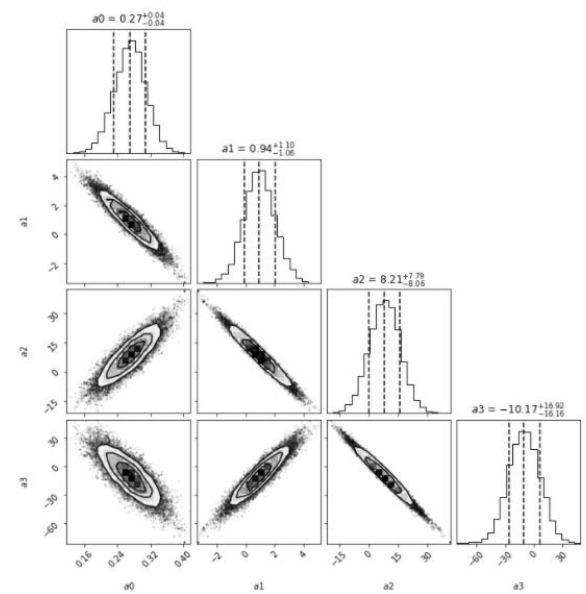 a0 = 0.27+0.04 −0.04
a1 = 0.94+1.10 −1.06
a2 = 8.21+7.79 −8.06
a3 = −10.17+16.92 −16.16
a1
4
2
0
−2
a2
30
15
0
−15
a3
30
0
−30
−60
0.16 0.24 0.32 0.40
−2 0 2 4
−15 0 15 30
−60 −30 0 30
a0 a1 a2 a3